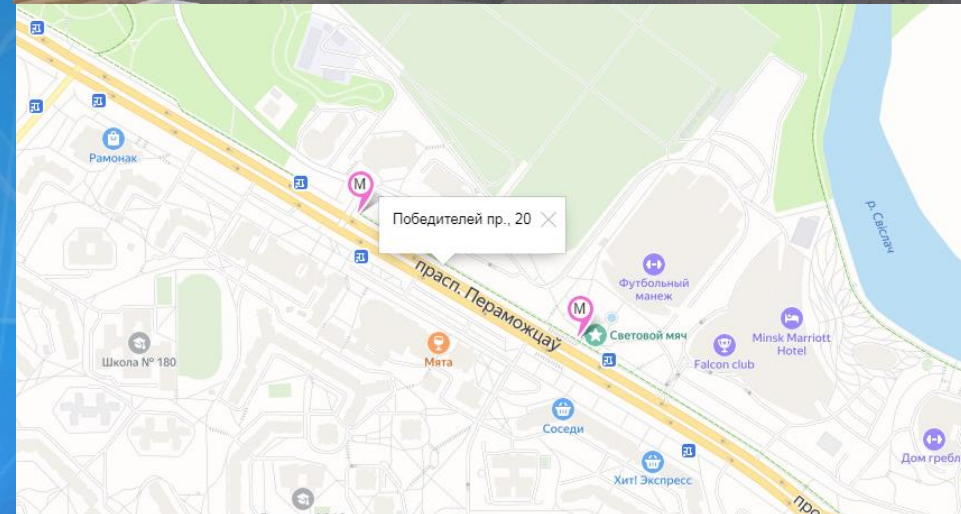 Рамонак
М
Победителей пр., 20
р. Свіслач
прасп. Пераможцаў
Футбольный
манеж
М
Световой мяч
Minsk Marriott
Hotel
Falcon club
Школа № 180
Мята
Соседи
Хит! Экспресс
Дом гребл
про